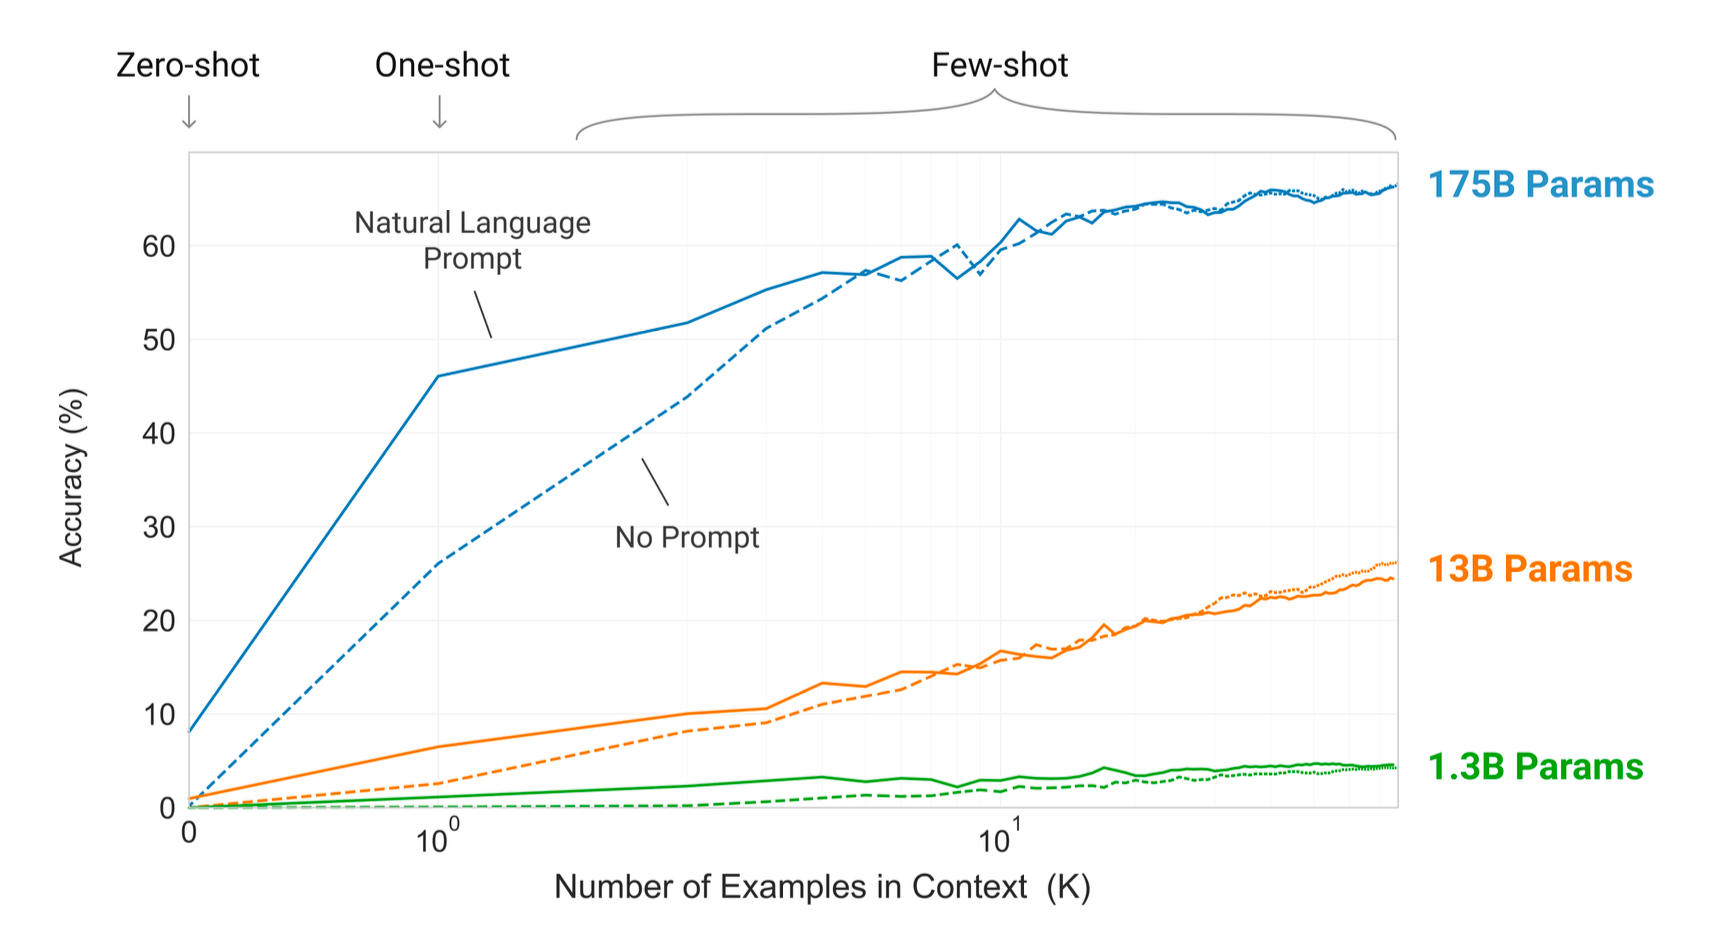 Zero-shot
One-shot
Few-shot
175B Params
Natural Language
Prompt
No Prompt
13B Params
1.3B Params
Accuracy (%)
60
50
40
30
20
10
0
0
10^0
10^1
Number of Examples in Context (K)